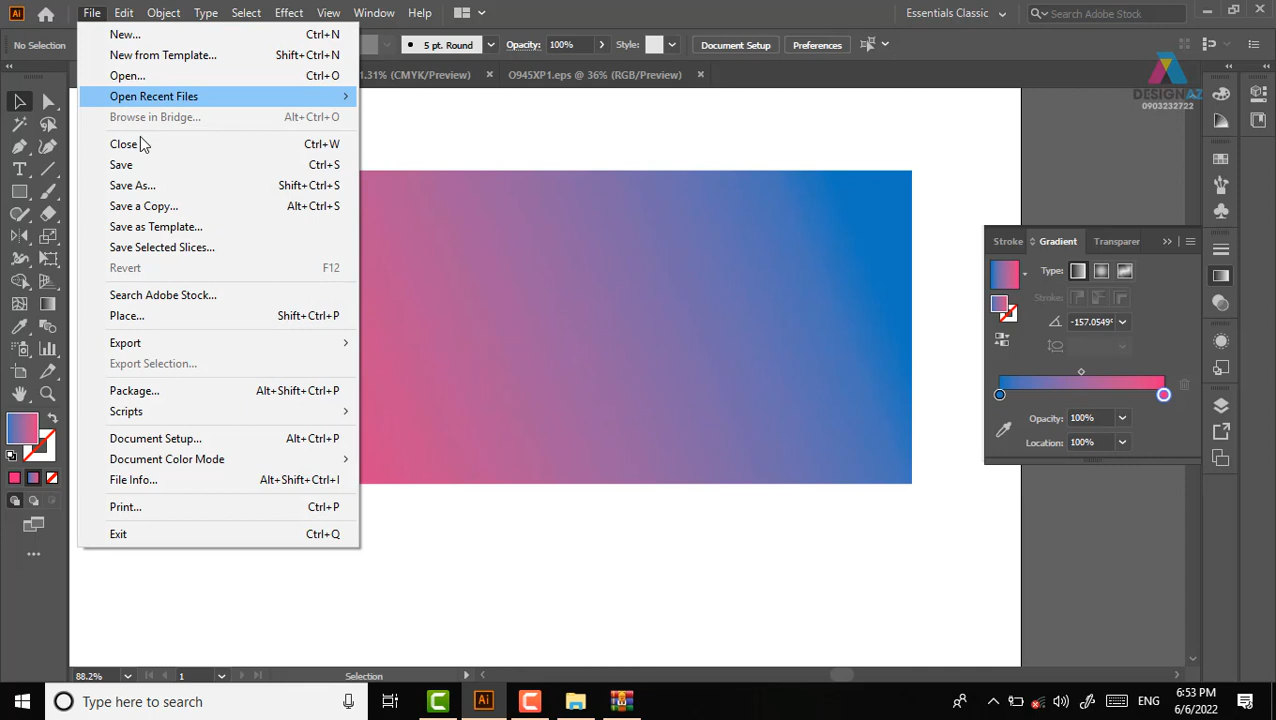 Ai File Edit Object Type Select Effect View Window Help Essentials Classic Search Adobe Stock
No Selection 5 pt. Round Opacity: 100% Style: Document Setup Preferences
1.31% (CMYK/Preview) O945XP1.eps @ 36% (RGB/Preview)
DESIGNAZ
0903232722
New... Ctrl+N
New from Template... Shift+Ctrl+N
Open... Ctrl+O
Open Recent Files
Browse in Bridge... Alt+Ctrl+O
Close Ctrl+W
Save Ctrl+S
Save As... Shift+Ctrl+S
Save a Copy... Alt+Ctrl+S
Save as Template...
Save Selected Slices...
Revert F12
Search Adobe Stock...
Place... Shift+Ctrl+P
Export
Export Selection...
Package... Alt+Shift+Ctrl+P
Scripts
Document Setup... Alt+Ctrl+P
Document Color Mode
File Info... Alt+Shift+Ctrl+I
Print... Ctrl+P
Exit Ctrl+Q
Stroke Gradient Transparer
Type:
Stroke:
-157.0549°
Opacity: 100%
Location: 100%
88.2% 1 Selection
Type here to search
ENG
6:53 PM
6/6/2022